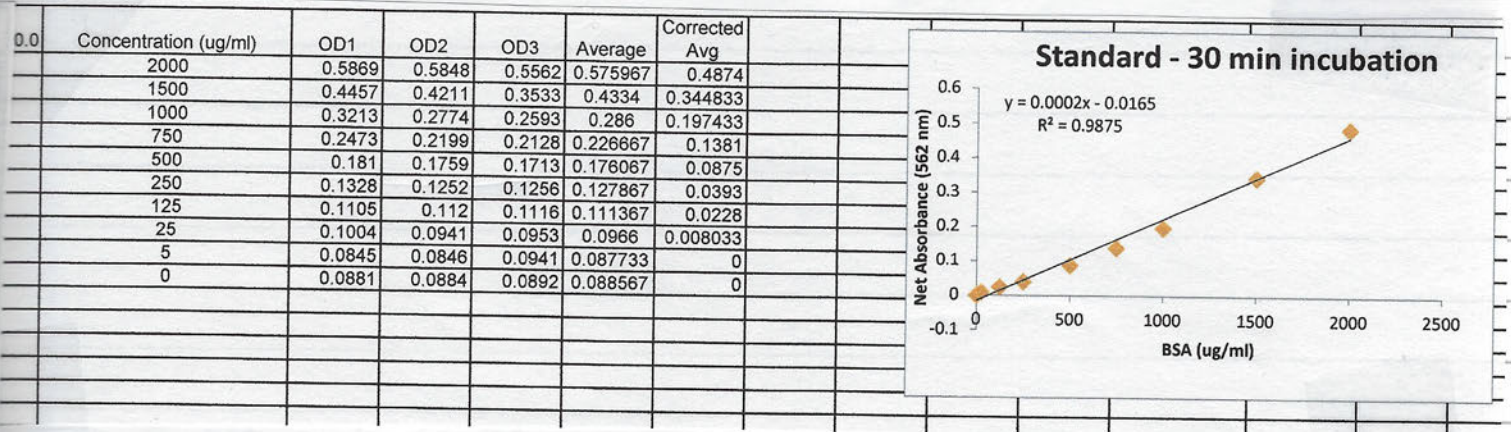 0.0 Concentration (ug/ml) OD1 OD2 OD3 Average Corrected Avg
2000 0.5869 0.5848 0.5562 0.575967 0.4874
1500 0.4457 0.4211 0.3533 0.4334 0.344833
1000 0.3213 0.2774 0.2593 0.286 0.197433
750 0.2473 0.2199 0.2128 0.226667 0.1381
500 0.181 0.1759 0.1713 0.176067 0.0875
250 0.1328 0.1252 0.1256 0.127867 0.0393
125 0.1105 0.112 0.1116 0.111367 0.0228
25 0.1004 0.0941 0.0953 0.0966 0.008033
5 0.0845 0.0846 0.0941 0.087733 0
0 0.0881 0.0884 0.0892 0.088567 0
Standard - 30 min incubation
y = 0.0002x - 0.0165
R² = 0.9875
Net Absorbance (562 nm)
0.6
0.5
0.4
0.3
0.2
0.1
0
-0.1
0 500 1000 1500 2000 2500
BSA (ug/ml)